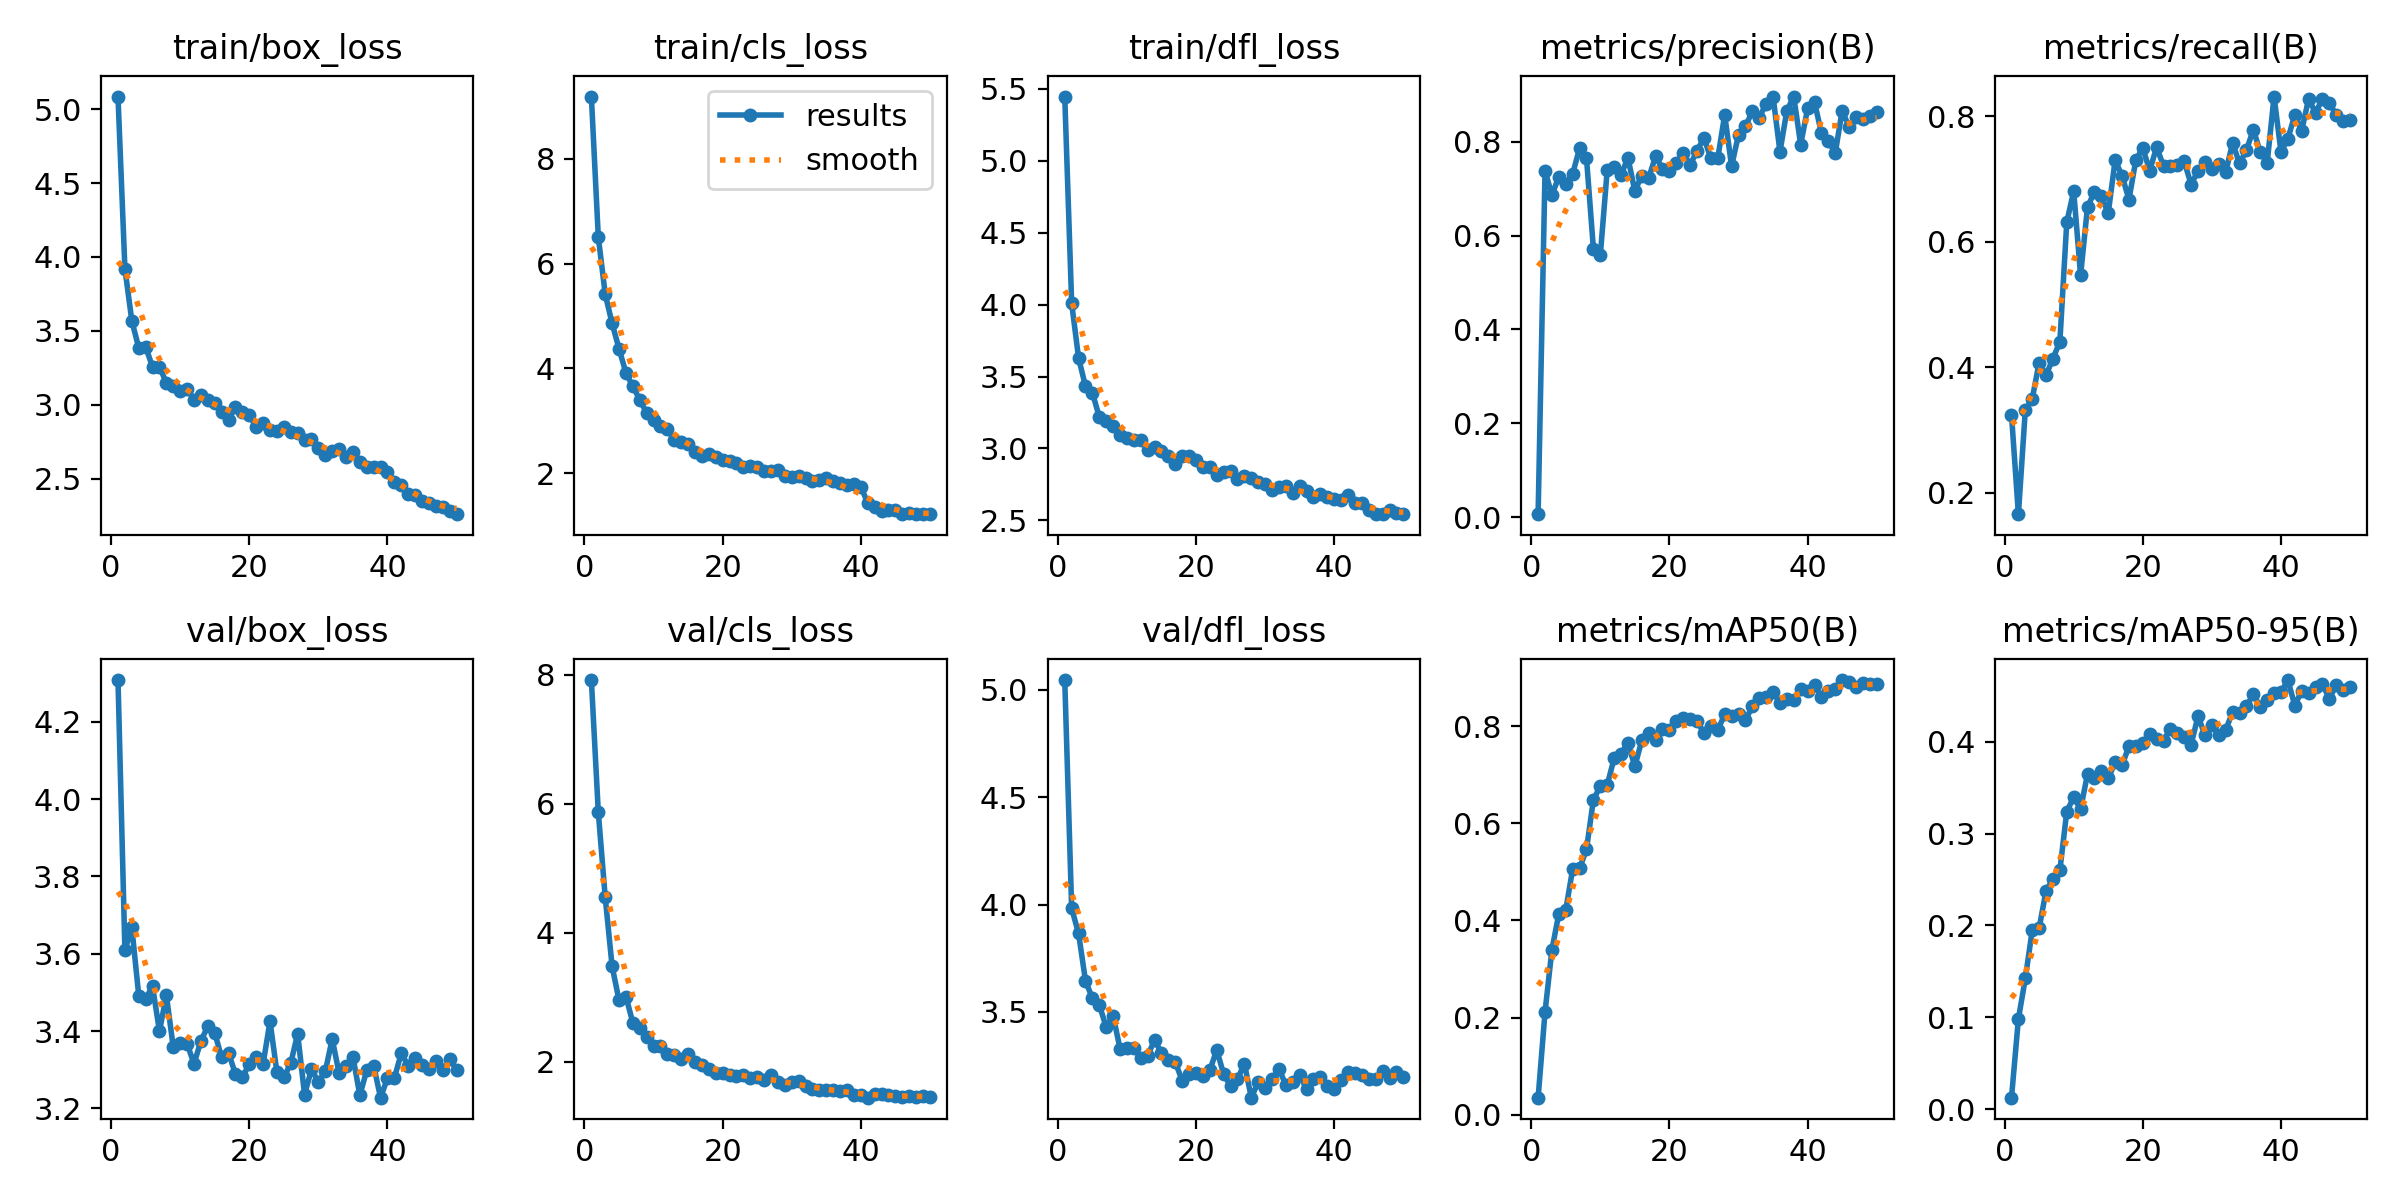 train/box_loss
5.0
4.5
4.0
3.5
3.0
2.5
0 20 40
train/cls_loss
results
smooth
8
6
4
2
0 20 40
train/dfl_loss
5.5
5.0
4.5
4.0
3.5
3.0
2.5
0 20 40
metrics/precision(B)
0.8
0.6
0.4
0.2
0.0
0 20 40
metrics/recall(B)
0.8
0.6
0.4
0.2
0 20 40
val/box_loss
4.2
4.0
3.8
3.6
3.4
3.2
0 20 40
val/cls_loss
8
6
4
2
0 20 40
val/dfl_loss
5.0
4.5
4.0
3.5
0 20 40
metrics/mAP50(B)
0.8
0.6
0.4
0.2
0.0
0 20 40
metrics/mAP50-95(B)
0.4
0.3
0.2
0.1
0.0
0 20 40